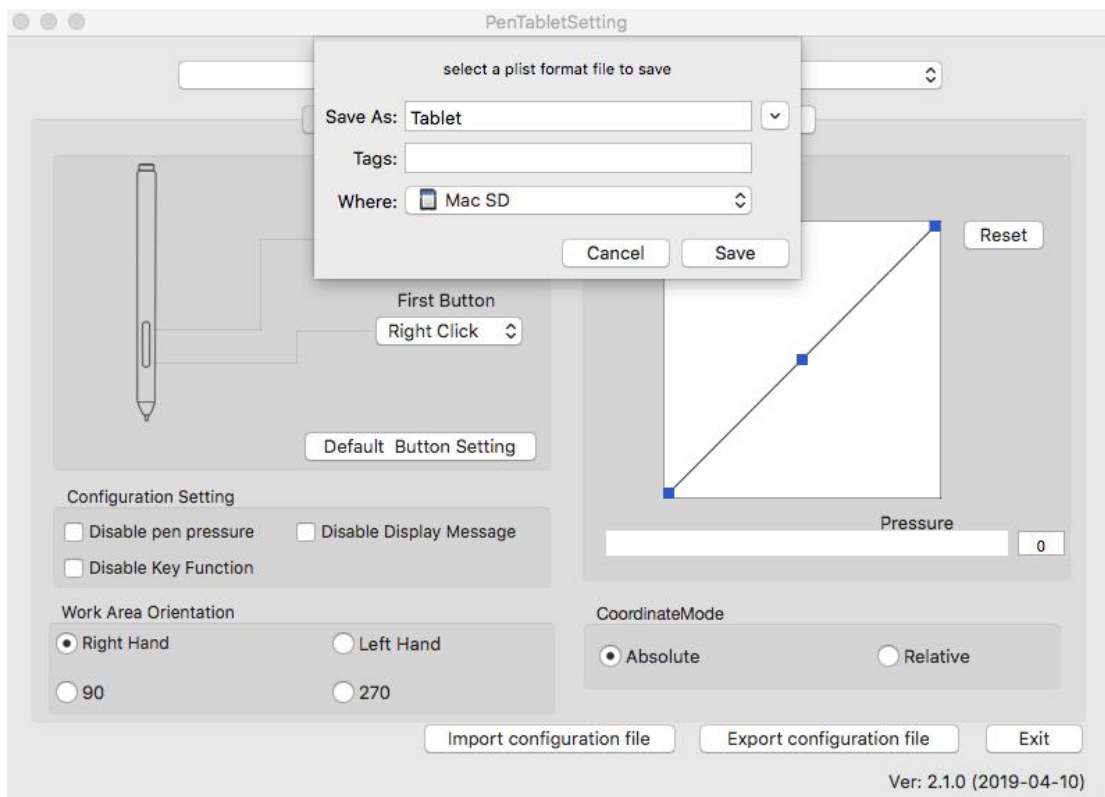 PenTabletSetting
select a plist format file to save
Save As: Tablet
Tags:
Where: Mac SD
Cancel Save
Reset
First Button
Right Click
Default Button Setting
Configuration Setting
Disable pen pressure Disable Display Message
Disable Key Function
Pressure
0
Work Area Orientation
Right Hand Left Hand
90 270
CoordinateMode
Absolute Relative
Import configuration file Export configuration file Exit
Ver: 2.1.0 (2019-04-10)